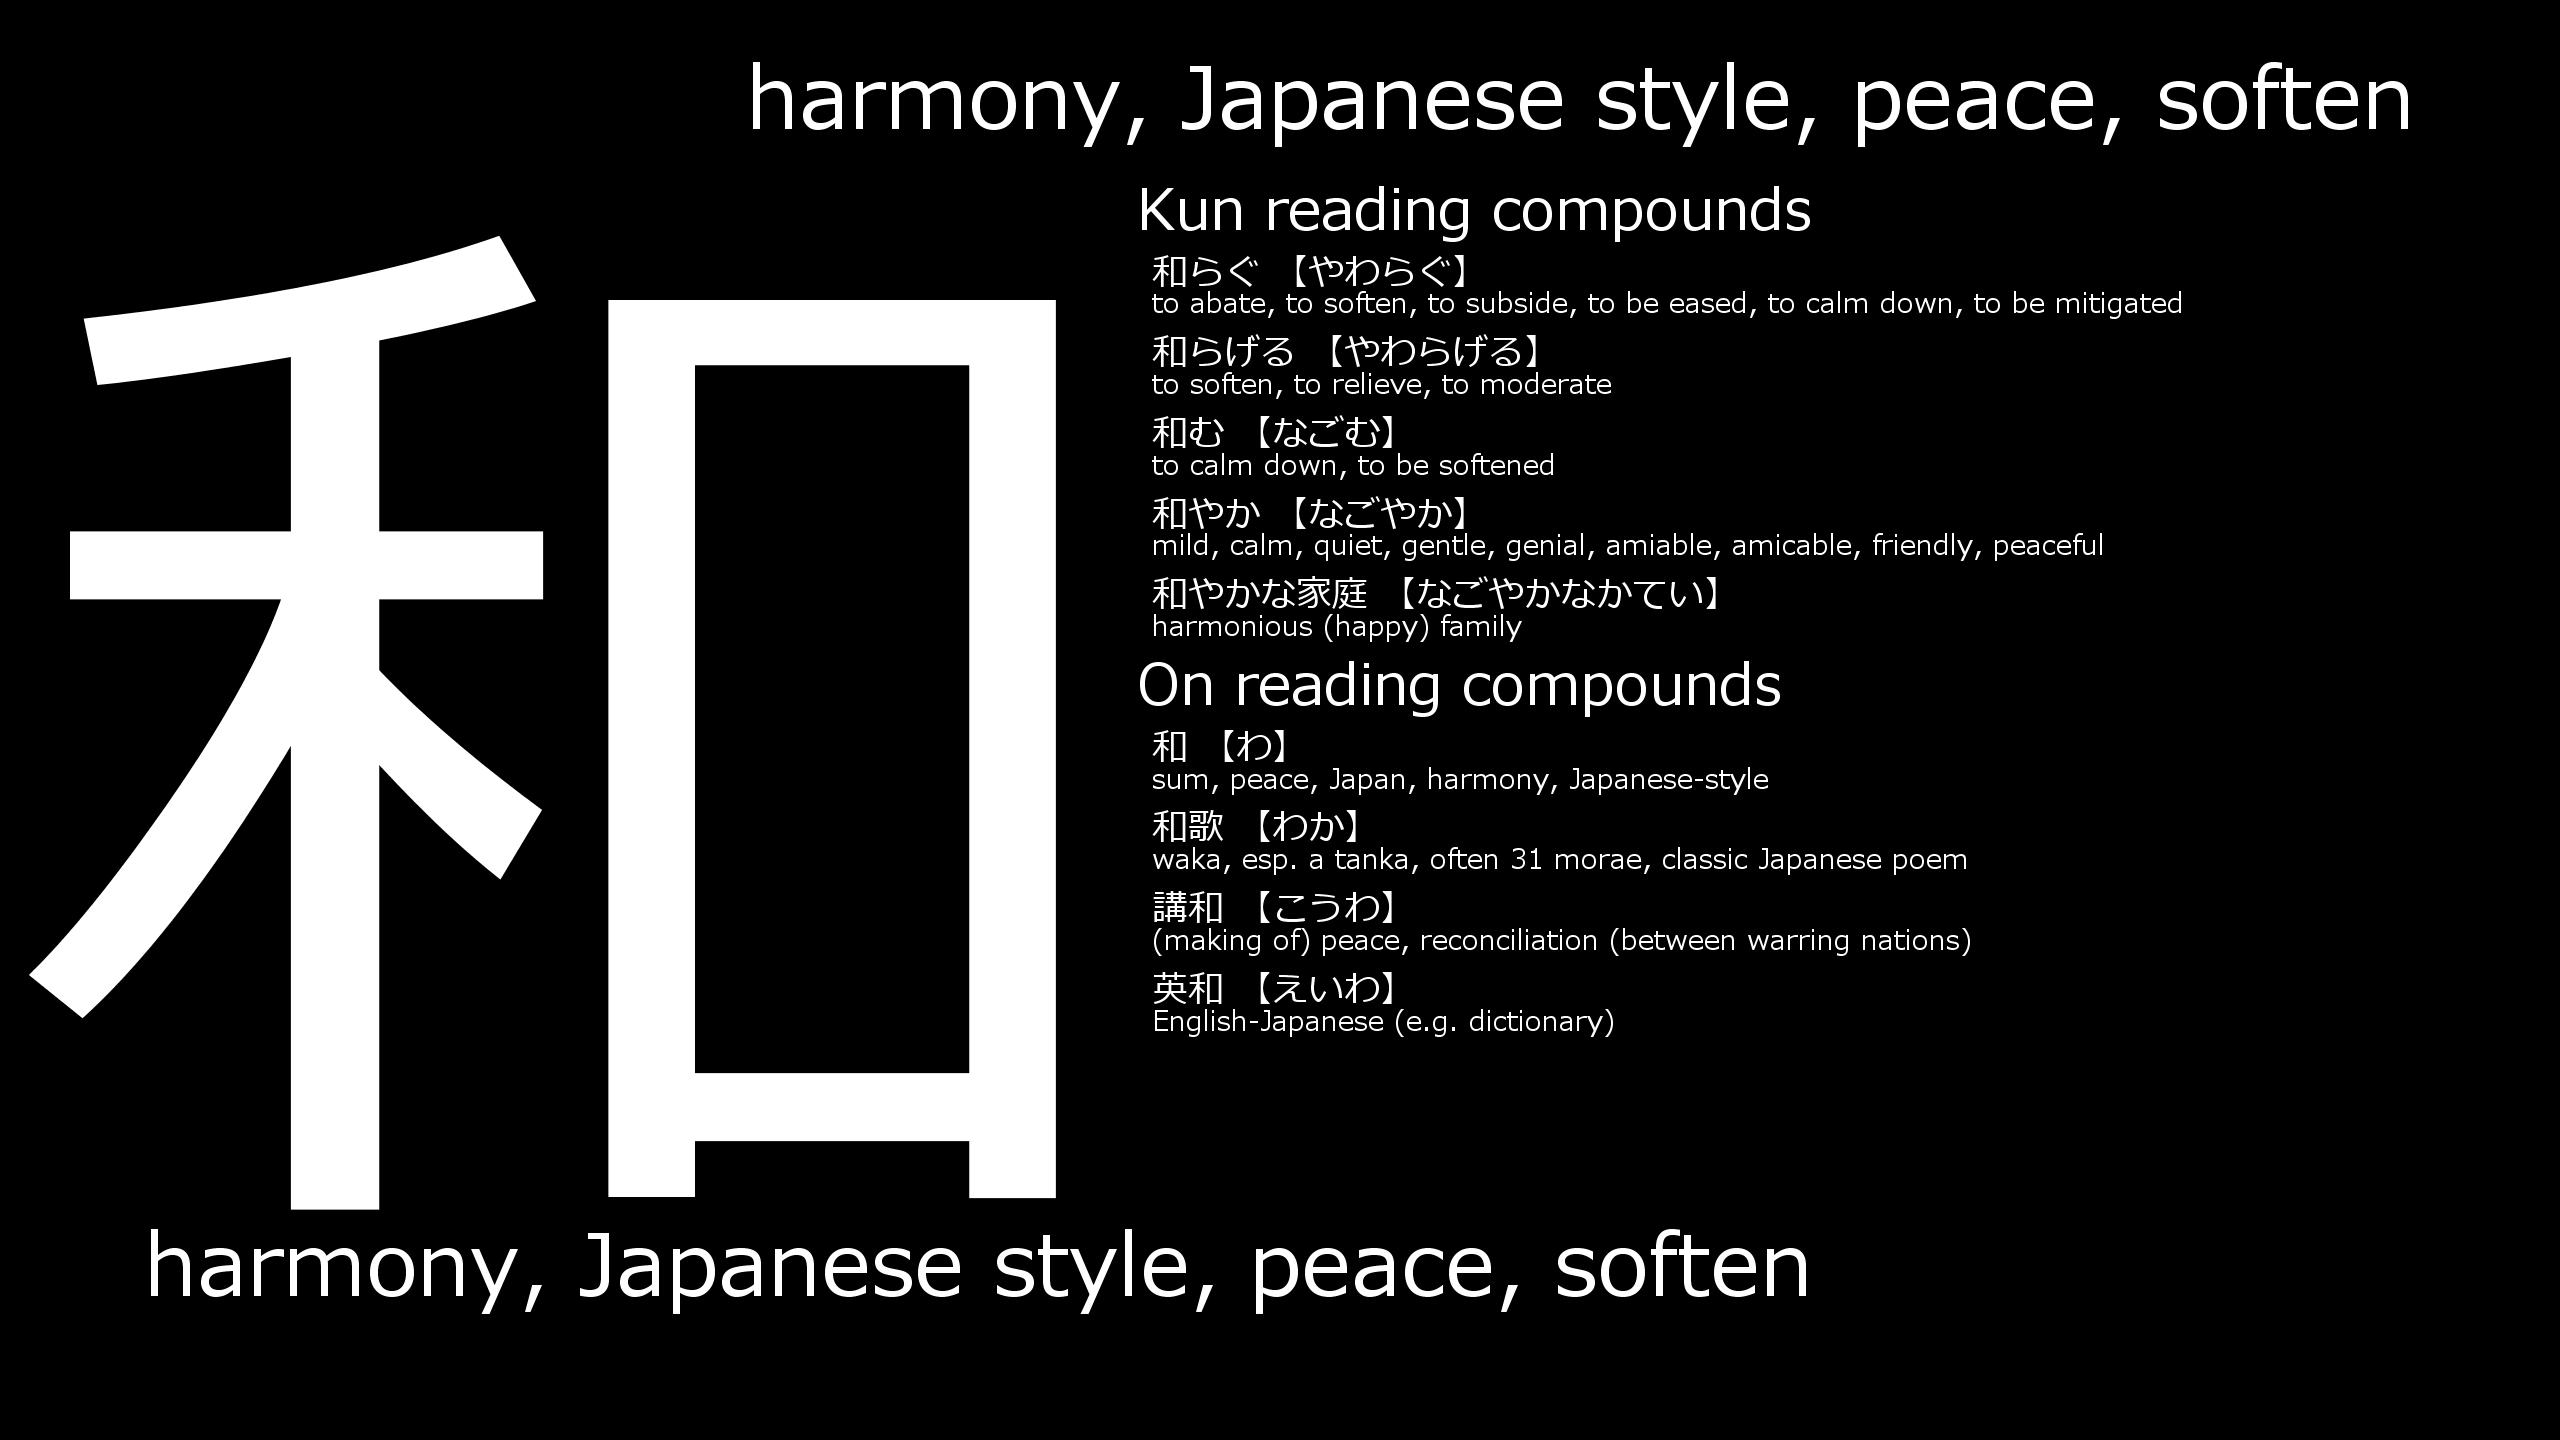 harmony, Japanese style, peace, soften
和
Kun reading compounds
和らぐ 【やわらぐ】
to abate, to soften, to subside, to be eased, to calm down, to be mitigated
和らげる 【やわらげる】
to soften, to relieve, to moderate
和む 【なごむ】
to calm down, to be softened
和やか 【なごやか】
mild, calm, quiet, gentle, genial, amiable, amicable, friendly, peaceful
和やかな家庭 【なごやかなかてい】
harmonious (happy) family
On reading compounds
和 【わ】
sum, peace, Japan, harmony, Japanese-style
和歌 【わか】
waka, esp. a tanka, often 31 morae, classic Japanese poem
講和 【こうわ】
(making of) peace, reconciliation (between warring nations)
英和 【えいわ】
English-Japanese (e.g. dictionary)
harmony, Japanese style, peace, soften